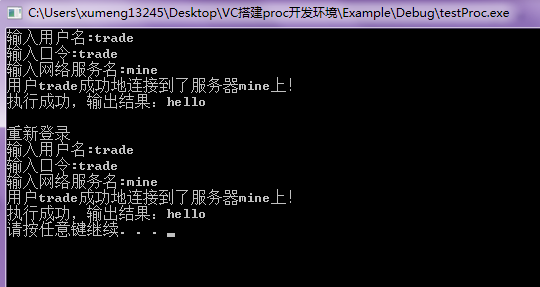 C:\Users\xumeng13245\Desktop\VC搭建proc开发环境\Example\Debug\testProc.exe
输入用户名:trade
输入口令:trade
输入网络服务名:mine
用户trade成功地连接到了服务器mine上!
执行成功，输出结果：hello
重新登录
输入用户名:trade
输入口令:trade
输入网络服务名:mine
用户trade成功地连接到了服务器mine上!
执行成功，输出结果：hello
请按任意键继续. . .